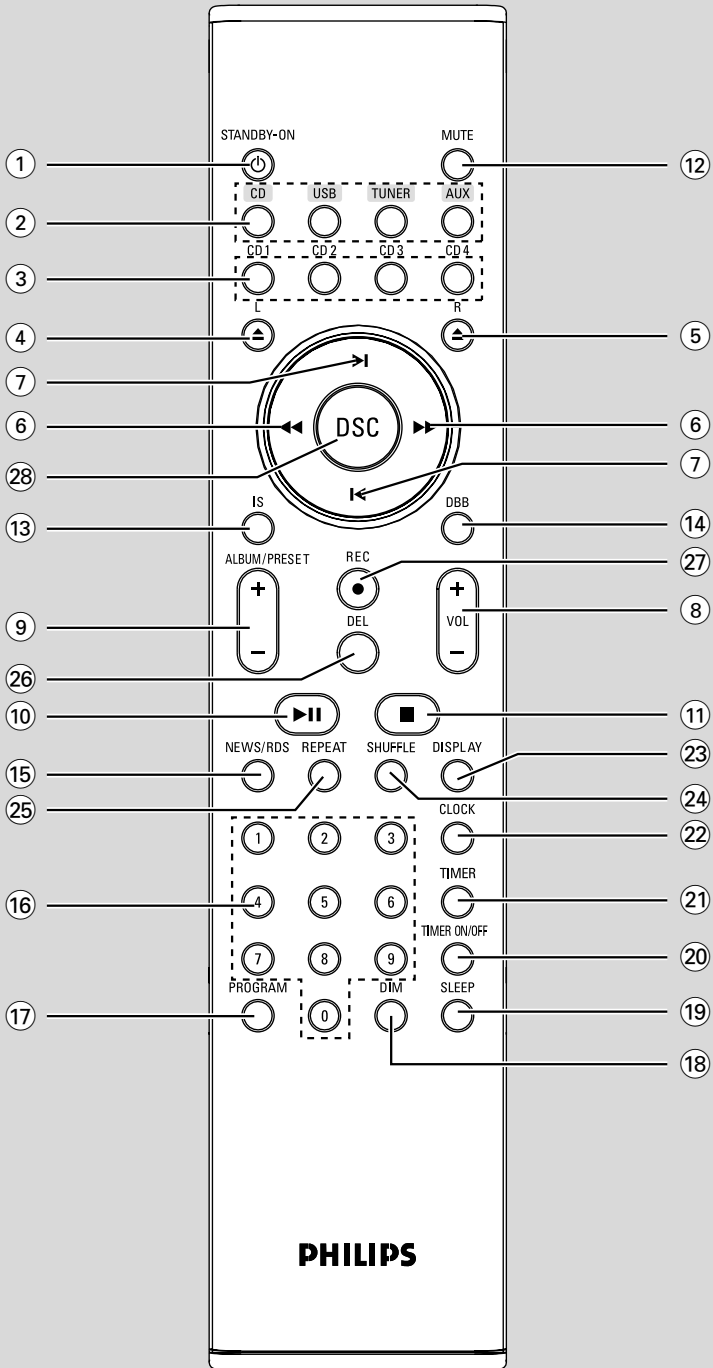 STANDBY-ON MUTE
1 12
CD USB TUNER AUX
2
CD 1 CD 2 CD 3 CD 4
3
L R
4 5
7
6 DSC 6
28 7
IS DBB
13 14
ALBUM/PRESET REC
27
+ +
9 VOL 8
DEL
− −
26
10 11
NEWS/RDS REPEAT SHUFFLE DISPLAY
15 23
25 24
CLOCK
1 2 3 22
TIMER
16 4 5 6 21
TIMER ON/OFF
7 8 9 20
PROGRAM DIM SLEEP
17 0 19
18
PHILIPS